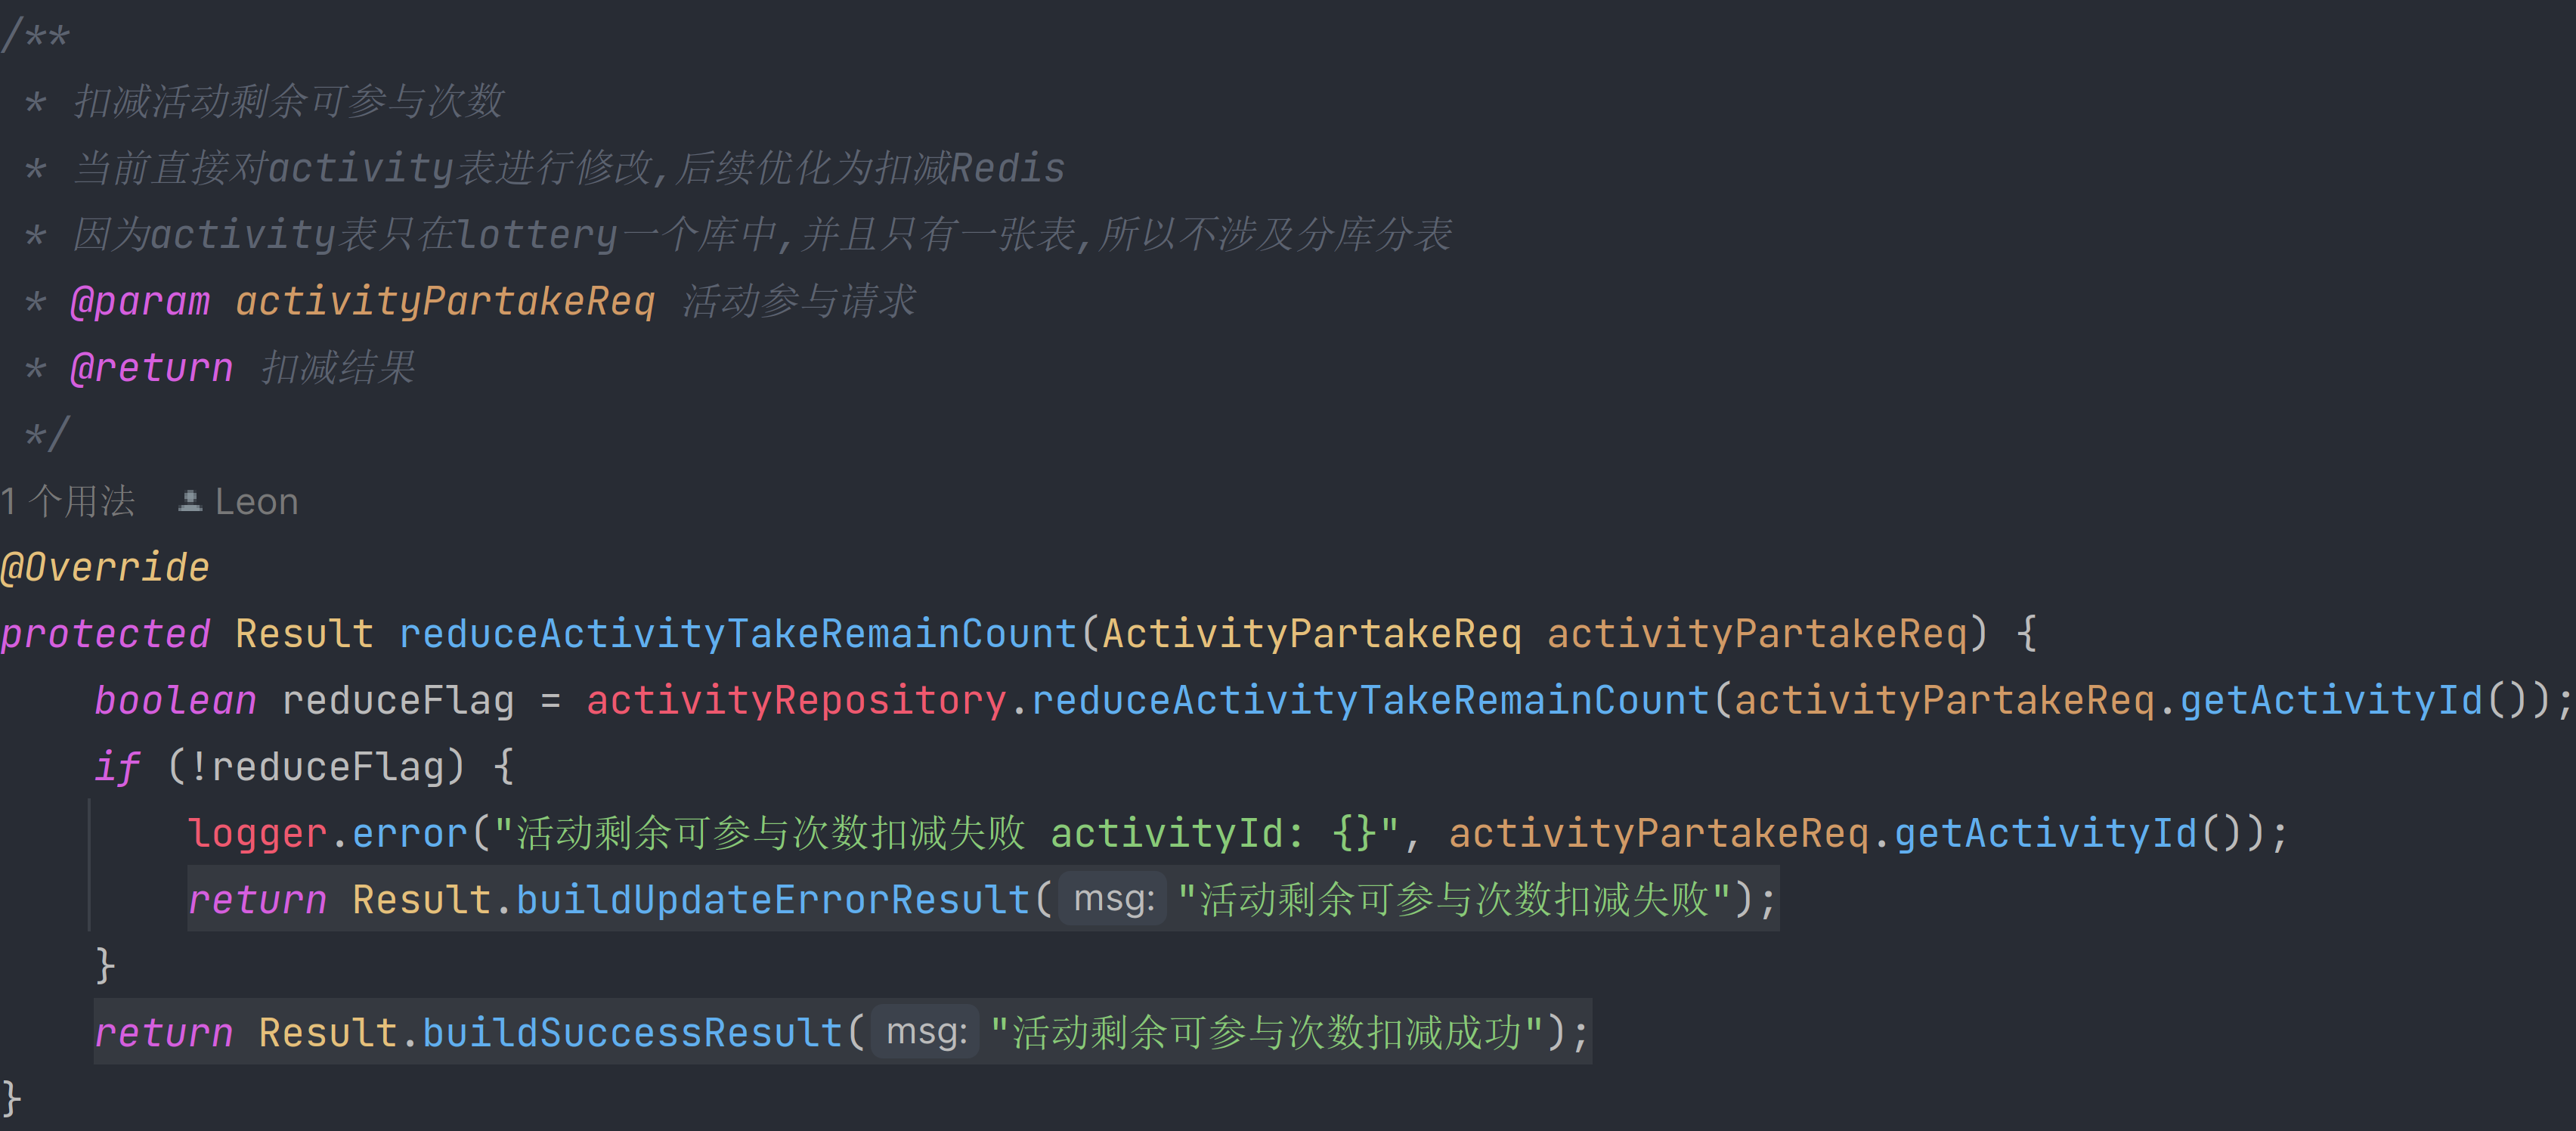 /**
 * 扣减活动剩余可参与次数
 * 当前直接对activity表进行修改,后续优化为扣减Redis
 * 因为activity表只在lottery一个库中,并且只有一张表,所以不涉及分库分表
 * @param activityPartakeReq 活动参与请求
 * @return 扣减结果
 */
1 个用法 Leon
@Override
protected Result reduceActivityTakeRemainCount(ActivityPartakeReq activityPartakeReq) {
    boolean reduceFlag = activityRepository.reduceActivityTakeRemainCount(activityPartakeReq.getActivityId());
    if (!reduceFlag) {
        logger.error("活动剩余可参与次数扣减失败 activityId: {}", activityPartakeReq.getActivityId());
        return Result.buildUpdateErrorResult( msg: "活动剩余可参与次数扣减失败");
    }
    return Result.buildSuccessResult( msg: "活动剩余可参与次数扣减成功");
}